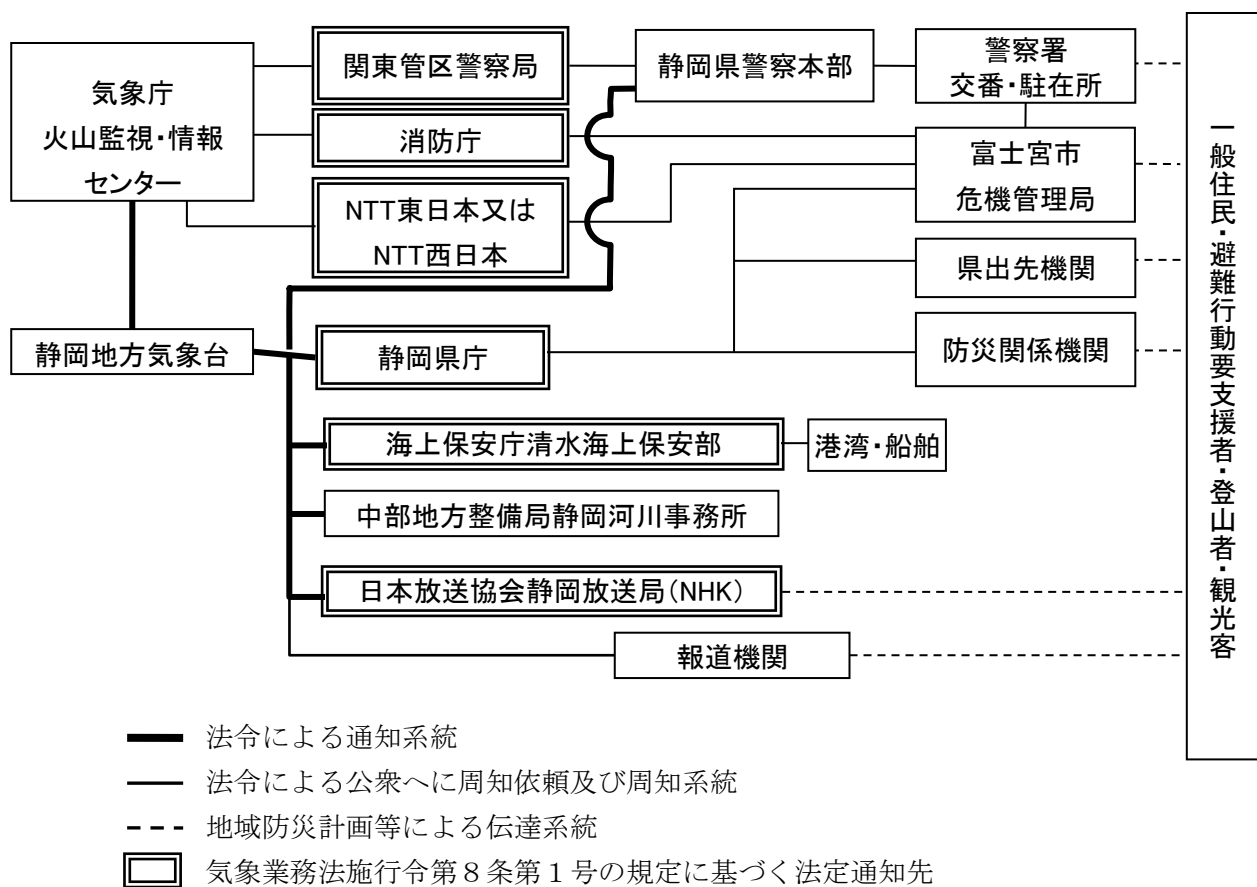 気象庁
火山監視・情報
センター
関東管区警察局
静岡県警察本部
警察署
交番・駐在所
消防庁
富士宮市
危機管理局
NTT東日本又は
NTT西日本
県出先機関
静岡地方気象台
静岡県庁
防災関係機関
海上保安庁清水海上保安部
港湾・船舶
中部地方整備局静岡河川事務所
日本放送協会静岡放送局(NHK)
報道機関
一般住民・避難行動要支援者・登山者・観光客
法令による通知系統
法令による公衆へに周知依頼及び周知系統
地域防災計画等による伝達系統
気象業務法施行令第8条第1号の規定に基づく法定通知先